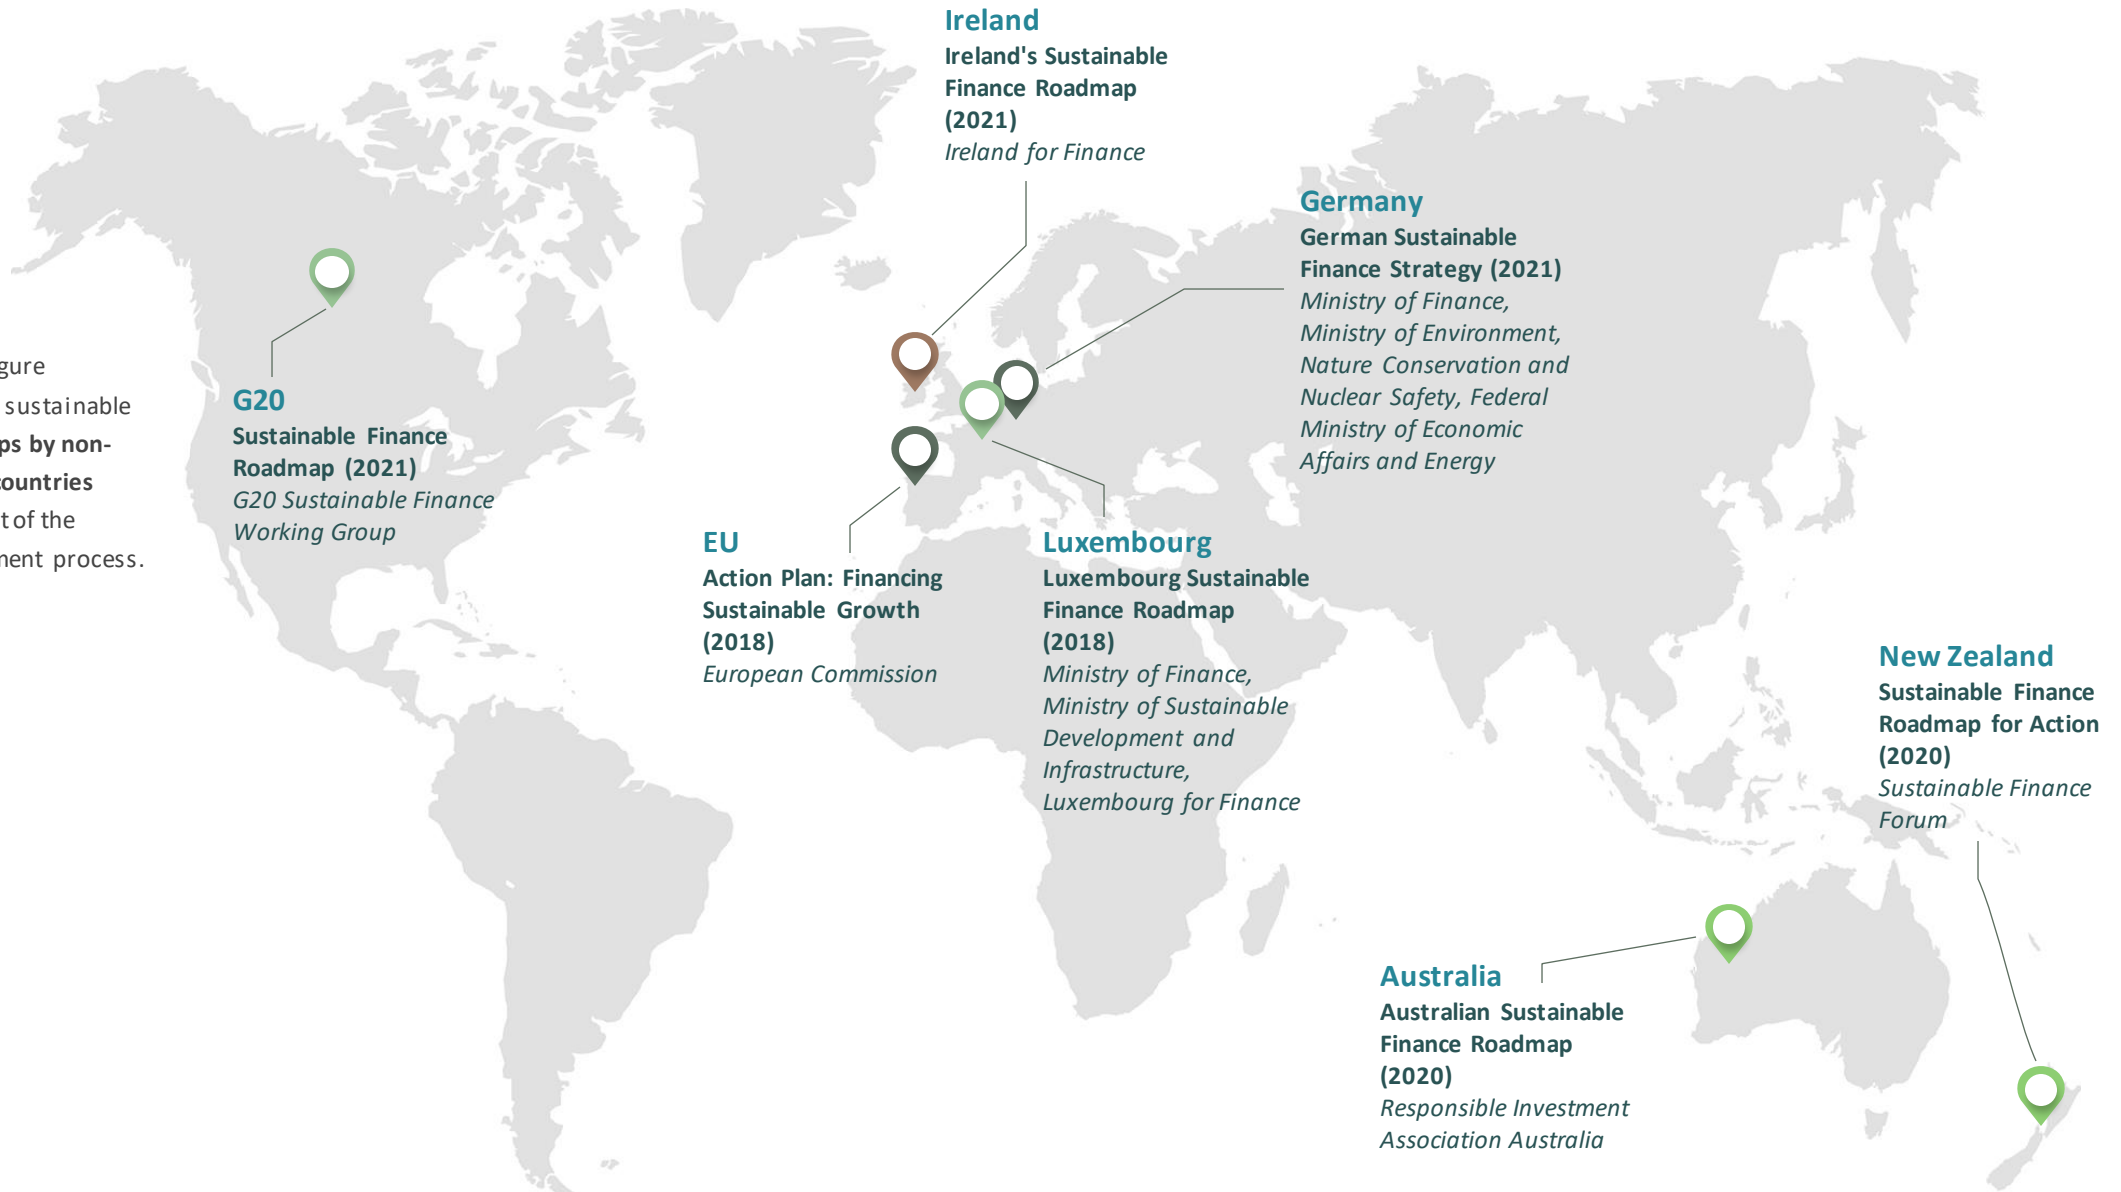 Ireland
Ireland's Sustainable
Finance Roadmap
(2021)
Ireland for Finance
Germany
German Sustainable
Finance Strategy (2021)
Ministry of Finance,
Ministry of Environment,
Nature Conservation and
Nuclear Safety, Federal
Ministry of Economic
Affairs and Energy
sustainable
by non-
of the
process.
G20
Sustainable Finance
Roadmap (2021)
G20 Sustainable Finance
Working Group
EU
Action Plan: Financing
Sustainable Growth
(2018)
European Commission
Luxembourg
Luxembourg Sustainable
Finance Roadmap
(2018)
Ministry of Finance,
Ministry of Sustainable
Development and
Infrastructure,
Luxembourg for Finance
New Zealand
Sustainable Finance
Roadmap for Action
(2020)
Sustainable Finance
Forum
Australia
Australian Sustainable
Finance Roadmap
(2020)
Responsible Investment
Association Australia